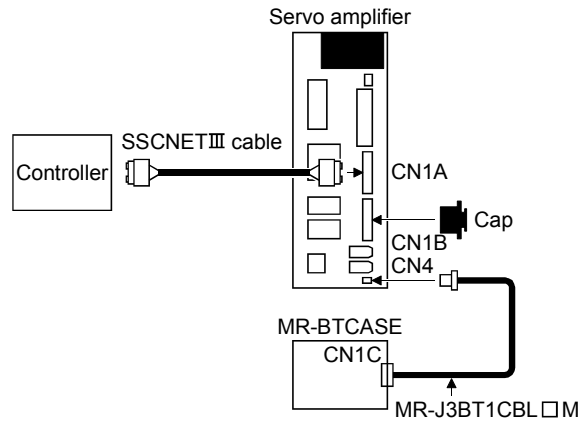 Servo amplifier
SSCNETⅢ cable
Controller
CN1A
Cap
CN1B
CN4
MR-BTCASE
CN1C
MR-J3BT1CBL□M